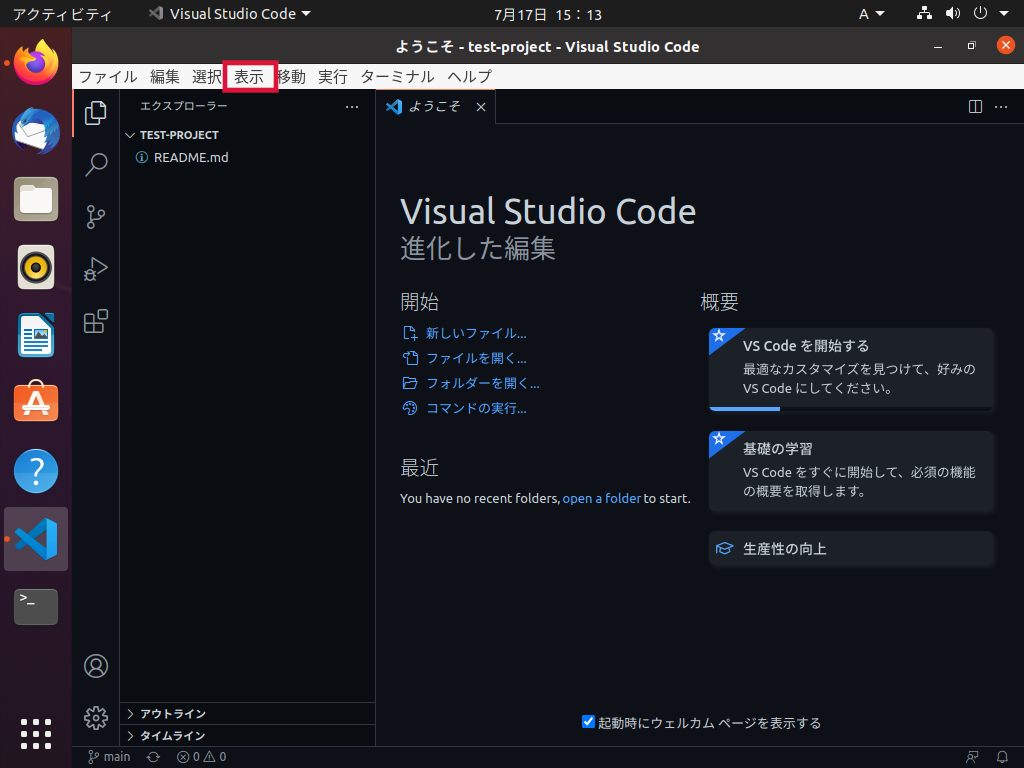 アクティビティ
Visual Studio Code
7月17日 15：13
A
ようこそ - test-project - Visual Studio Code
ファイル 編集 選択 表示 移動 実行 ターミナル ヘルプ
エクスプローラー
ようこそ
TEST-PROJECT
README.md
Visual Studio Code
進化した編集
開始
新しいファイル...
ファイルを開く...
フォルダーを開く...
コマンドの実行...
最近
You have no recent folders, open a folder to start.
概要
VS Code を開始する
最適なカスタマイズを見つけて、好みの
VS Code にしてください。
基礎の学習
VS Code をすぐに開始して、必須の機能
の概要を取得します。
生産性の向上
起動時にウェルカム ページを表示する
アウトライン
タイムライン
main
0
0